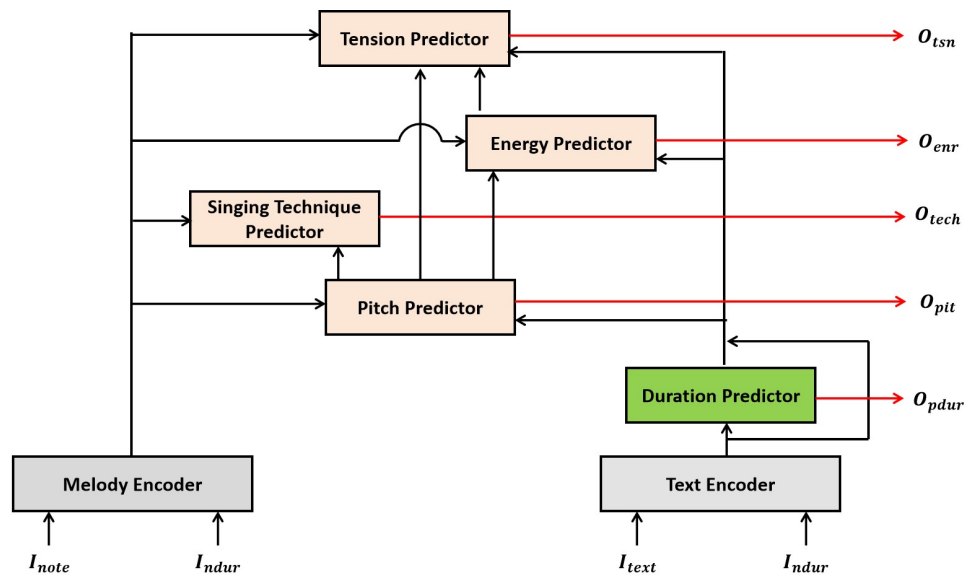 Tension Predictor
O_tsn
Energy Predictor
O_enr
Singing Technique
Predictor
O_tech
Pitch Predictor
O_pit
Duration Predictor
O_pdur
Melody Encoder
Text Encoder
I_note
I_ndur
I_text
I_ndur